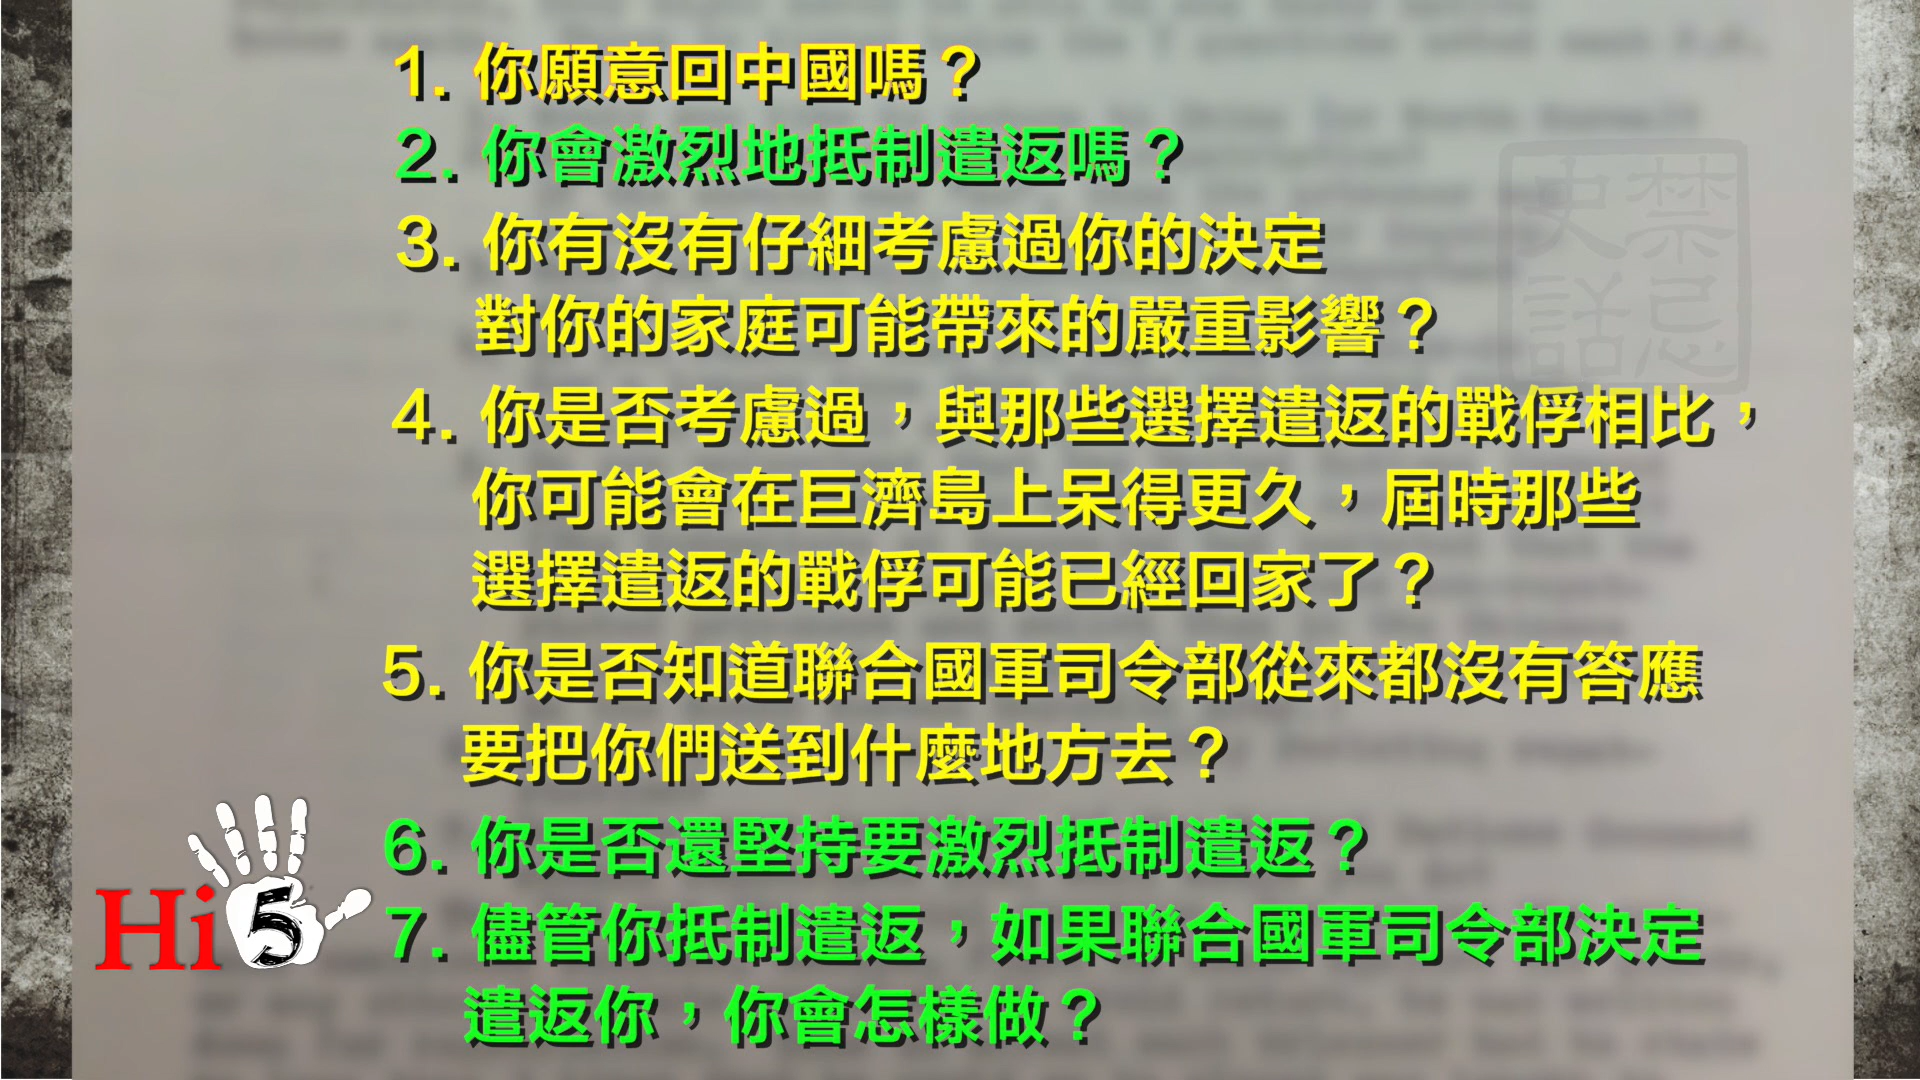 1. 你願意回中國嗎？
2. 你會激烈地抵制遣返嗎？
3. 你有沒有仔細考慮過你的決定
對你的家庭可能帶來的嚴重影響？
4. 你是否考慮過，與那些選擇遣返的戰俘相比，
你可能會在巨濟島上呆得更久，屆時那些
選擇遣返的戰俘可能已經回家了？
5. 你是否知道聯合國軍司令部從來都沒有答應
要把你們送到什麼地方去？
6. 你是否還堅持要激烈抵制遣返？
7. 儘管你抵制遣返，如果聯合國軍司令部決定
遣返你，你會怎樣做？
禁忌
史話
Hi 5